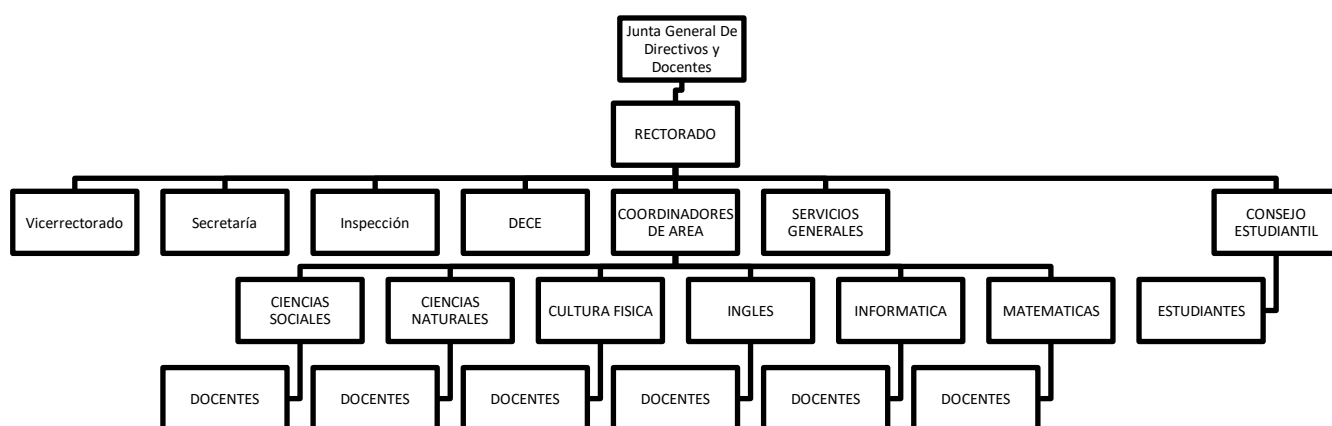 Junta General De
Directivos y
Docentes
RECTORADO
Vicerrectorado
Secretaría
Inspección
DECE
COORDINADORES
DE AREA
SERVICIOS
GENERALES
CONSEJO
ESTUDIANTIL
CIENCIAS
SOCIALES
CIENCIAS
NATURALES
CULTURA FISICA
INGLES
INFORMATICA
MATEMATICAS
ESTUDIANTES
DOCENTES
DOCENTES
DOCENTES
DOCENTES
DOCENTES
DOCENTES